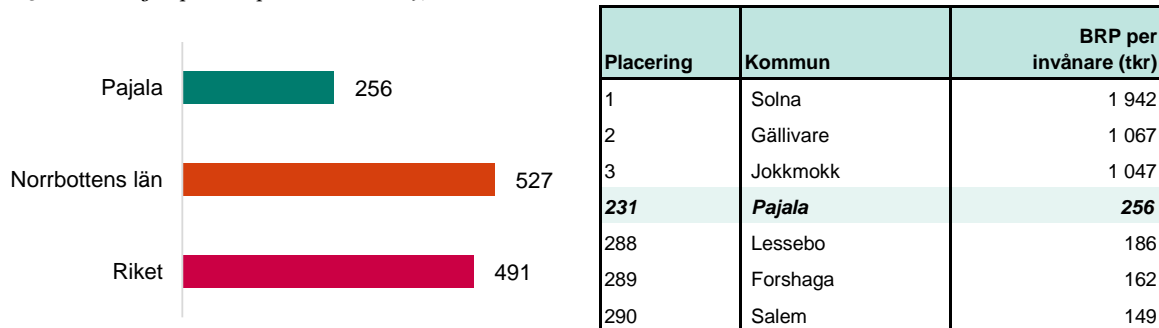 Pajala 256
Norrbottens län 527
Riket 491
Placering Kommun BRP per invånare (tkr)
1 Solna 1 942
2 Gällivare 1 067
3 Jokkmokk 1 047
231 Pajala 256
288 Lessebo 186
289 Forshaga 162
290 Salem 149